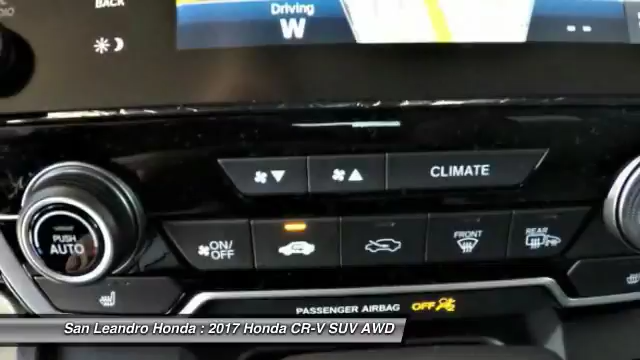 BACK
Driving
W
--
CLIMATE
PUSH
AUTO
ON/
OFF
FRONT
REAR
PASSENGER AIRBAG OFF
San Leandro Honda : 2017 Honda CR-V SUV AWD